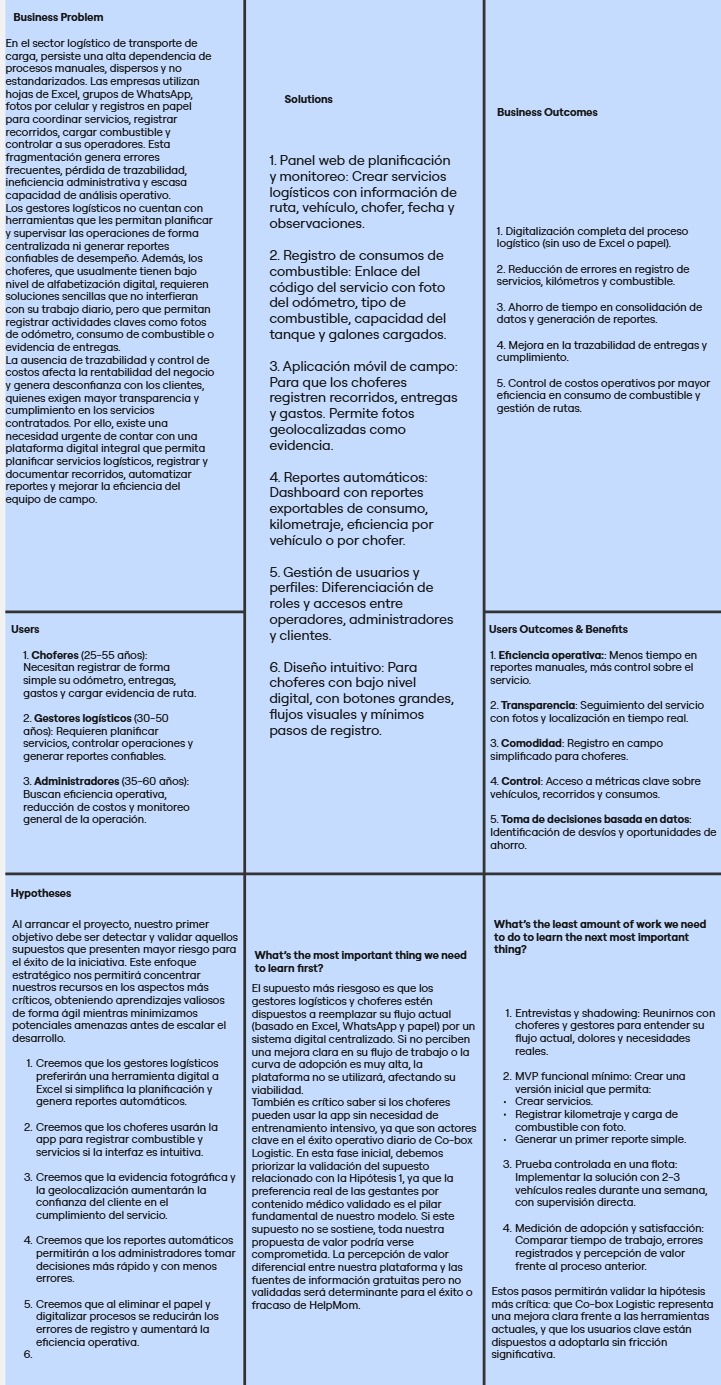 Business Problem
En el sector logístico de transporte de
carga, persiste una alta dependencia de
procesos manuales, dispersos y no
estandarizados. Las empresas utilizan
hojas de Excel, grupos de WhatsApp,
fotos por celular y registros en papel
para coordinar servicios, registrar
recorridos, cargar combustible y
controlar a sus operadores. Esta
fragmentación genera errores
frecuentes, pérdida de trazabilidad,
ineficiencia administrativa y escasa
capacidad de análisis operativo.
Los gestores logísticos no cuentan con
herramientas que les permitan planificar
y supervisar las operaciones de forma
centralizada ni generar reportes
confiables de desempeño. Además, los
choferes, que usualmente tienen bajo
nivel de alfabetización digital, requieren
soluciones sencillas que no interfieran
con su trabajo diario, pero que permitan
registrar actividades claves como fotos
de odómetro, consumo de combustible o
evidencia de entregas.
La ausencia de trazabilidad y control de
costos afecta la rentabilidad del negocio
y genera desconfianza con los clientes,
quienes exigen mayor transparencia y
cumplimiento en los servicios
contratados. Por ello, existe una
necesidad urgente de contar con una
plataforma digital integral que permita
planificar servicios logísticos, registrar y
documentar recorridos, automatizar
reportes y mejorar la eficiencia del
equipo de campo.
Solutions
1. Panel web de planificación
y monitoreo: Crear servicios
logísticos con información de
ruta, vehículo, chofer, fecha y
observaciones.
2. Registro de consumos de
combustible: Enlace del
código del servicio con foto
del odómetro, tipo de
combustible, capacidad del
tanque y galones cargados.
3. Aplicación móvil de campo:
Para que los choferes
registren recorridos, entregas
y gastos. Permite fotos
geolocalizadas como
evidencia.
4. Reportes automáticos:
Dashboard con reportes
exportables de consumo,
kilometraje, eficiencia por
vehículo o por chofer.
5. Gestión de usuarios y
perfiles: Diferenciación de
roles y accesos entre
operadores, administradores
y clientes.
6. Diseño intuitivo: Para
choferes con bajo nivel
digital, con botones grandes,
flujos visuales y mínimos
pasos de registro.
Business Outcomes
1. Digitalización completa del proceso
logístico (sin uso de Excel o papel).
2. Reducción de errores en registro de
servicios, kilómetros y combustible.
3. Ahorro de tiempo en consolidación de
datos y generación de reportes.
4. Mejora en la trazabilidad de entregas y
cumplimiento.
5. Control de costos operativos por mayor
eficiencia en consumo de combustible y
gestión de rutas.
Users
1. Choferes (25–55 años):
Necesitan registrar de forma
simple su odómetro, entregas,
gastos y cargar evidencia de ruta.
2. Gestores logísticos (30–50
años): Requieren planificar
servicios, controlar operaciones y
generar reportes confiables.
3. Administradores (35–60 años):
Buscan eficiencia operativa,
reducción de costos y monitoreo
general de la operación.
Users Outcomes & Benefits
1. Eficiencia operativa:: Menos tiempo en
reportes manuales, más control sobre el
servicio.
2. Transparencia: Seguimiento del servicio
con fotos y localización en tiempo real.
3. Comodidad: Registro en campo
simplificado para choferes.
4. Control: Acceso a métricas clave sobre
vehículos, recorridos y consumos.
5. Toma de decisiones basada en datos:
Identificación de desvíos y oportunidades de
ahorro.
Hypotheses
Al arrancar el proyecto, nuestro primer
objetivo debe ser detectar y validar aquellos
supuestos que presenten mayor riesgo para
el éxito de la iniciativa. Este enfoque
estratégico nos permitirá concentrar
nuestros recursos en los aspectos más
críticos, obteniendo aprendizajes valiosos
de forma ágil mientras minimizamos
potenciales amenazas antes de escalar el
desarrollo.
1. Creemos que los gestores logísticos
preferirán una herramienta digital a
Excel si simplifica la planificación y
genera reportes automáticos.
2. Creemos que los choferes usarán la
app para registrar combustible y
servicios si la interfaz es intuitiva.
3. Creemos que la evidencia fotográfica y
la geolocalización aumentarán la
confianza del cliente en el
cumplimiento del servicio.
4. Creemos que los reportes automáticos
permitirán a los administradores tomar
decisiones más rápido y con menos
errores.
5. Creemos que al eliminar el papel y
digitalizar procesos se reducirán los
errores de registro y aumentará la
eficiencia operativa.
6.
What's the most important thing we need
to learn first?
El supuesto más riesgoso es que los
gestores logísticos y choferes estén
dispuestos a reemplazar su flujo actual
(basado en Excel, WhatsApp y papel) por un
sistema digital centralizado. Si no perciben
una mejora clara en su flujo de trabajo o la
curva de adopción es muy alta, la
plataforma no se utilizará, afectando su
viabilidad.
También es crítico saber si los choferes
pueden usar la app sin necesidad de
entrenamiento intensivo, ya que son actores
clave en el éxito operativo diario de Co-box
Logistic. En esta fase inicial, debemos
priorizar la validación del supuesto
relacionado con la Hipótesis 1, ya que la
preferencia real de las gestantes por
contenido médico validado es el pilar
fundamental de nuestro modelo. Si este
supuesto no se sostiene, toda nuestra
propuesta de valor podría verse
comprometida. La percepción de valor
diferencial entre nuestra plataforma y las
fuentes de información gratuitas pero no
validadas será determinante para el éxito o
fracaso de HelpMom.
What's the least amount of work we need
to do to learn the next most important
thing?
1. Entrevistas y shadowing: Reunirnos con
choferes y gestores para entender su
flujo actual, dolores y necesidades
reales.
2. MVP funcional mínimo: Crear una
versión inicial que permita:
• Crear servicios.
• Registrar kilometraje y carga de
combustible con foto.
• Generar un primer reporte simple.
3. Prueba controlada en una flota:
Implementar la solución con 2–3
vehículos reales durante una semana,
con supervisión directa.
4. Medición de adopción y satisfacción:
Comparar tiempo de trabajo, errores
registrados y percepción de valor
frente al proceso anterior.
Estos pasos permitirán validar la hipótesis
más crítica: que Co-box Logistic representa
una mejora clara frente a las herramientas
actuales, y que los usuarios clave están
dispuestos a adoptarla sin fricción
significativa.